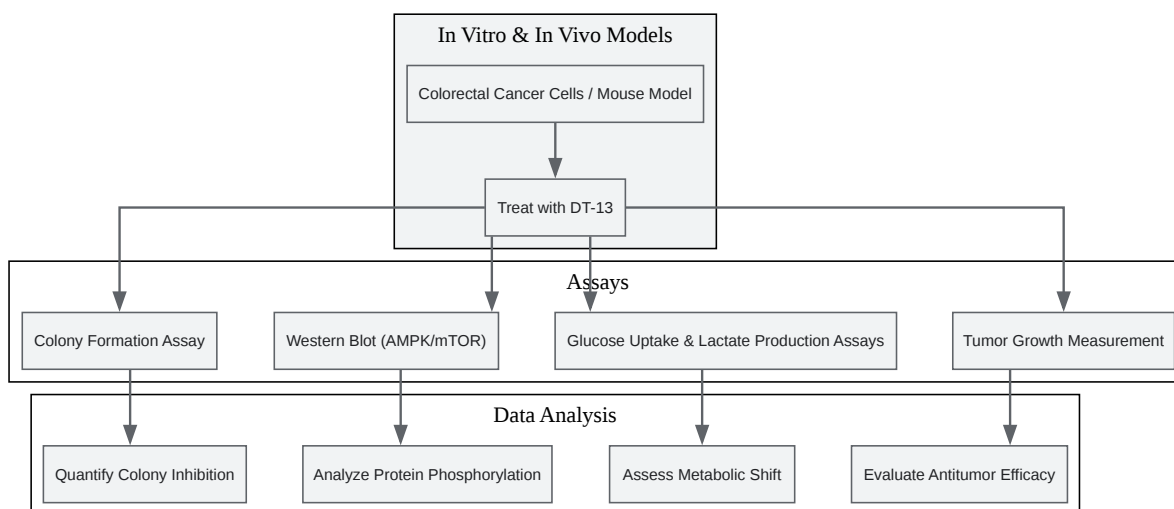 In Vitro & In Vivo Models
Colorectal Cancer Cells / Mouse Model
Treat with DT-13
Assays
Colony Formation Assay
Western Blot (AMPK/mTOR)
Glucose Uptake & Lactate Production Assays
Tumor Growth Measurement
Data Analysis
Quantify Colony Inhibition
Analyze Protein Phosphorylation
Assess Metabolic Shift
Evaluate Antitumor Efficacy